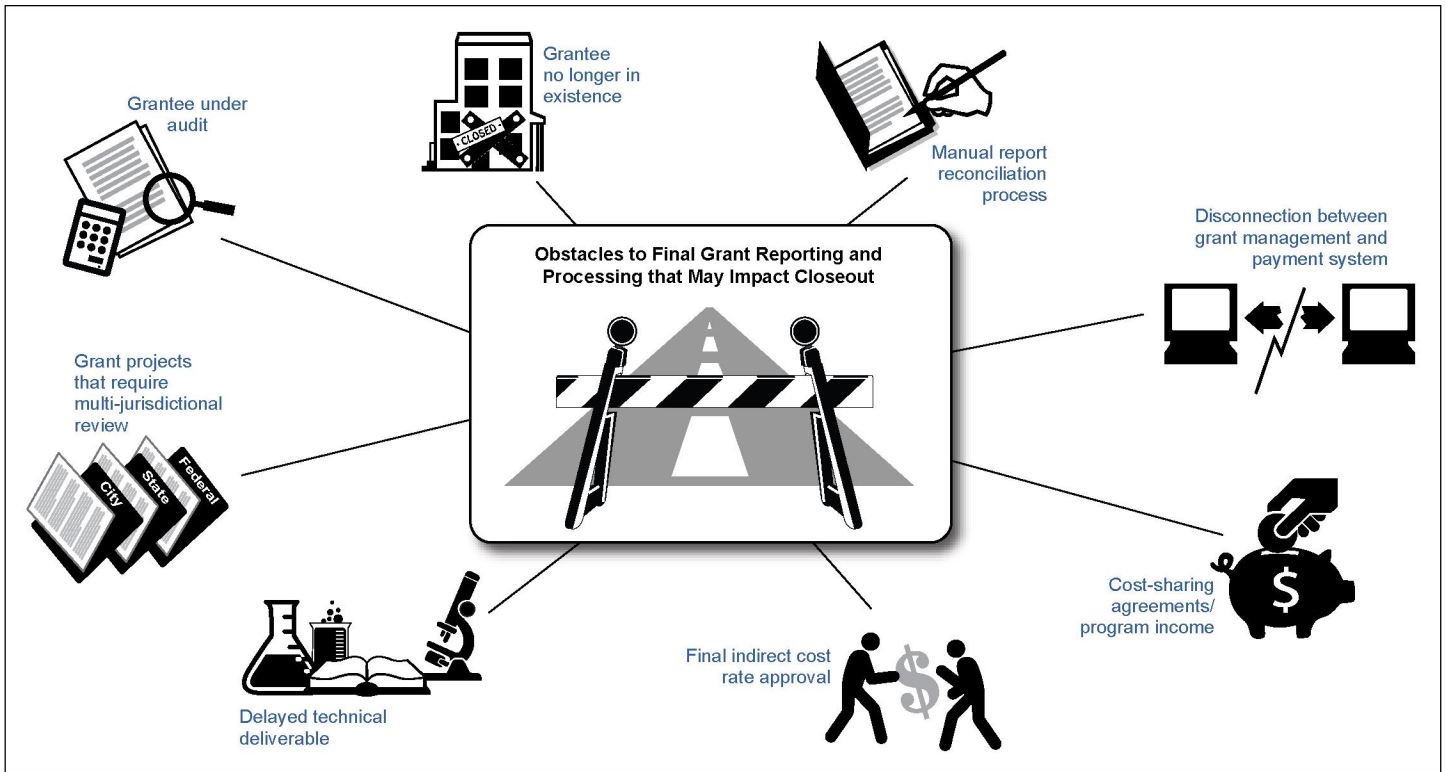 Grantee under
audit
Grantee
no longer in
existence
CLOSED
Manual report
reconciliation
process
Disconnection between
grant management and
payment system
Obstacles to Final Grant Reporting and
Processing that May Impact Closeout
Grant projects
that require
multi-jurisdictional
review
City
State
Federal
Cost-sharing
agreements/
program income
$
Final indirect cost
rate approval
$
Delayed technical
deliverable